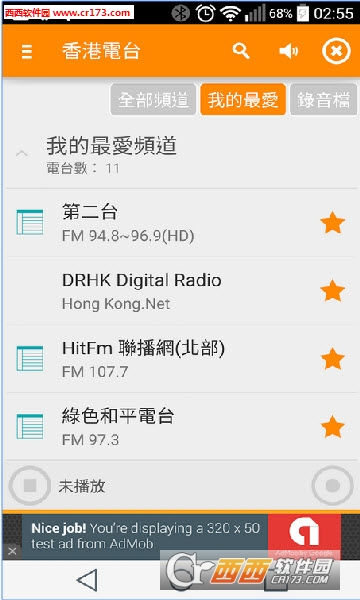 西西软件园
www.cr173.com
68% 02:55
香港電台
全部頻道 我的最愛 錄音檔
我的最愛頻道
電台數： 11
第二台
FM 94.8~96.9(HD)
DRHK Digital Radio
Hong Kong.Net
HitFm 聯播網(北部)
FM 107.7
綠色和平電台
FM 97.3
未播放
Nice job! You're displaying a 320 x 50
test ad from AdMob
西西软件园
CR173.COM